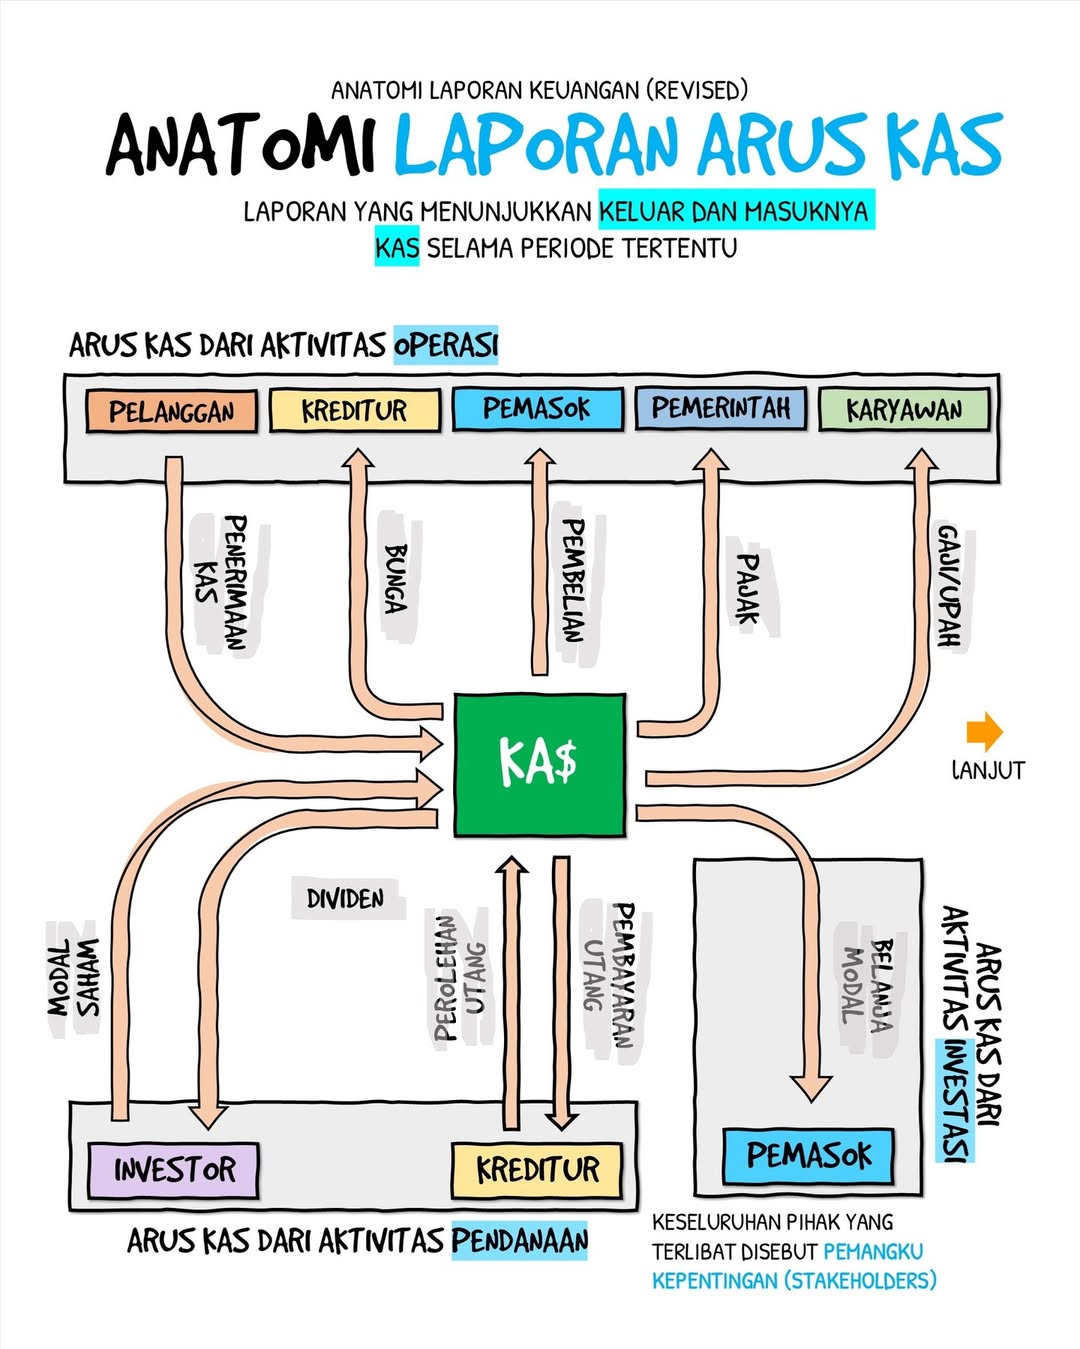 ANATOMI LAPORAN KEUANGAN (REVISED)
ANATOMI LAPORAN ARUS KAS
LAPORAN YANG MENUNJUKKAN KELUAR DAN MASUKNYA
KAS SELAMA PERIODE TERTENTU
ARUS KAS DARI AKTIVITAS OPERASI
PELANGGAN
KREDITUR
PEMASOK
PEMERINTAH
KARYAWAN
PENERIMAAN
KAS
BUNGA
PEMBELIAN
PAJAK
GAJI/UPAH
KA$
LANJUT
MODAL
SAHAM
DIVIDEN
PEROLEHAN
UTANG
PEMBAYARAN
UTANG
BELANJA
MODAL
ARUS KAS DARI
AKTIVITAS INVESTASI
INVESTOR
KREDITUR
PEMASOK
ARUS KAS DARI AKTIVITAS PENDANAAN
KESELURUHAN PIHAK YANG
TERLIBAT DISEBUT PEMANGKU
KEPENTINGAN (STAKEHOLDERS)